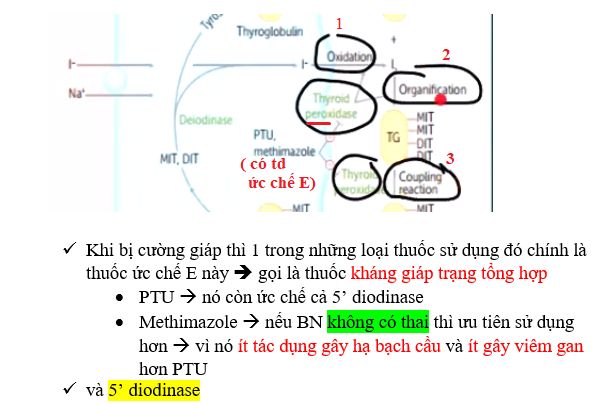 1
Tyro
Thyroglobulin
+
2
I-
I-
Oxidation
I
Na+
Organification
Thyroid
peroxidase
Deiodinase
MIT
MIT
DIT
DIT
TG
PTU,
methimazole
MIT, DIT
( có td
ức chế E)
3
Thyroid
peroxidase
Coupling
reaction
MIT
MIT
✓ Khi bị cường giáp thì 1 trong những loại thuốc sử dụng đó chính là
thuốc ức chế E này → gọi là thuốc kháng giáp trạng tổng hợp
• PTU → nó còn ức chế cả 5’ diodinase
• Methimazole → nếu BN không có thai thì ưu tiên sử dụng
hơn → vì nó ít tác dụng gây hạ bạch cầu và ít gây viêm gan
hơn PTU
✓ và 5’ diodinase